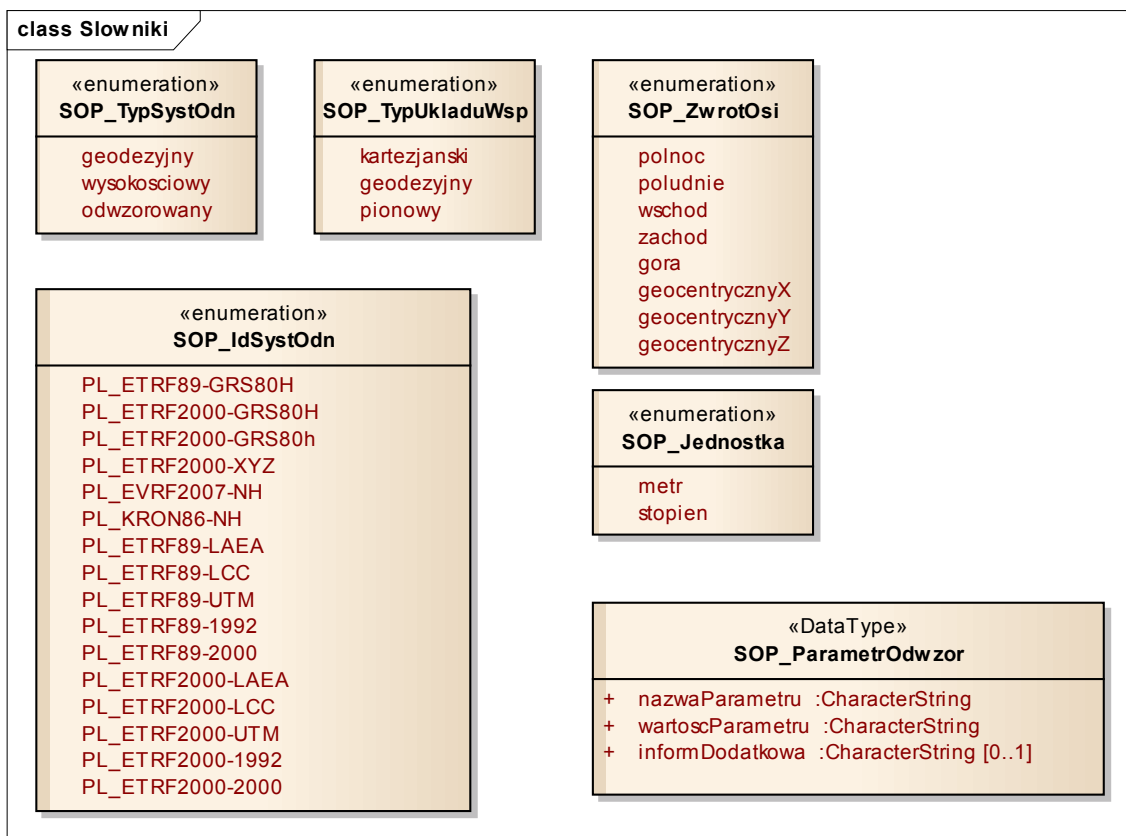 class Slowniki
«enumeration»
SOP_TypSystOdn
geodezyjny
wysokosciowy
odwzorowany
«enumeration»
SOP_TypUkladuWsp
kartezjanski
geodezyjny
pionowy
«enumeration»
SOP_ZwrotOsi
polnoc
poludnie
wschod
zachod
gora
geocentrycznyX
geocentrycznyY
geocentrycznyZ
«enumeration»
SOP_IdSystOdn
PL_ETRF89-GRS80H
PL_ETRF2000-GRS80H
PL_ETRF2000-GRS80h
PL_ETRF2000-XYZ
PL_EVRF2007-NH
PL_KRON86-NH
PL_ETRF89-LAEA
PL_ETRF89-LCC
PL_ETRF89-UTM
PL_ETRF89-1992
PL_ETRF89-2000
PL_ETRF2000-LAEA
PL_ETRF2000-LCC
PL_ETRF2000-UTM
PL_ETRF2000-1992
PL_ETRF2000-2000
«enumeration»
SOP_Jednostka
metr
stopien
«DataType»
SOP_ParametrOdwzor
+ nazwaParametru :CharacterString
+ wartoscParametru :CharacterString
+ informDodatkowa :CharacterString [0..1]